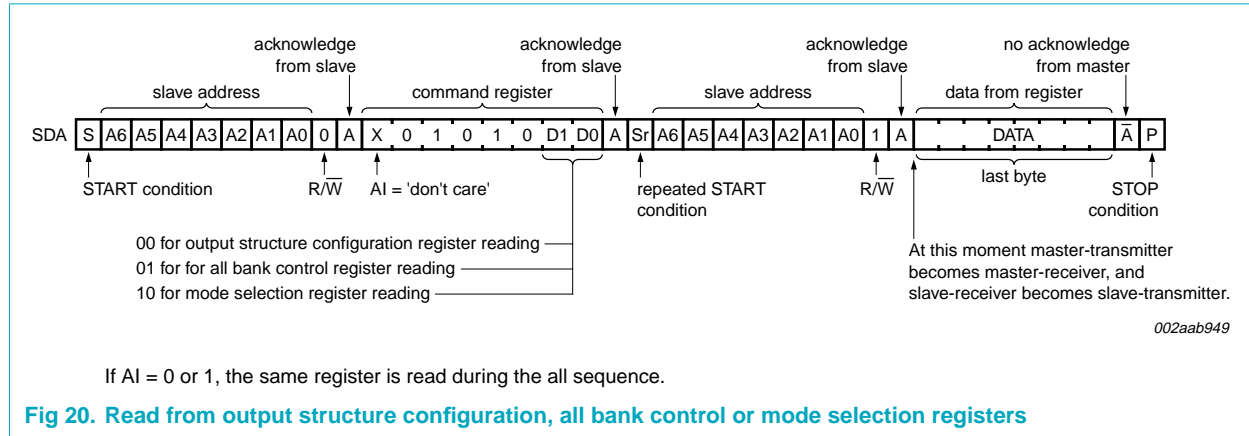 acknowledge
from slave
acknowledge
from slave
acknowledge
from slave
no acknowledge
from master
slave address
command register
slave address
data from register
SDA S A6 A5 A4 A3 A2 A1 A0 0 A X 0 1 0 1 0 D1 D0 A Sr A6 A5 A4 A3 A2 A1 A0 1 A DATA A̅ P
START condition
R/W̅
AI = 'don't care'
repeated START
condition
R/W̅
last byte
STOP
condition
00 for output structure configuration register reading
01 for for all bank control register reading
10 for mode selection register reading
At this moment master-transmitter
becomes master-receiver, and
slave-receiver becomes slave-transmitter.
002aab949
If AI = 0 or 1, the same register is read during the all sequence.
Fig 20. Read from output structure configuration, all bank control or mode selection registers